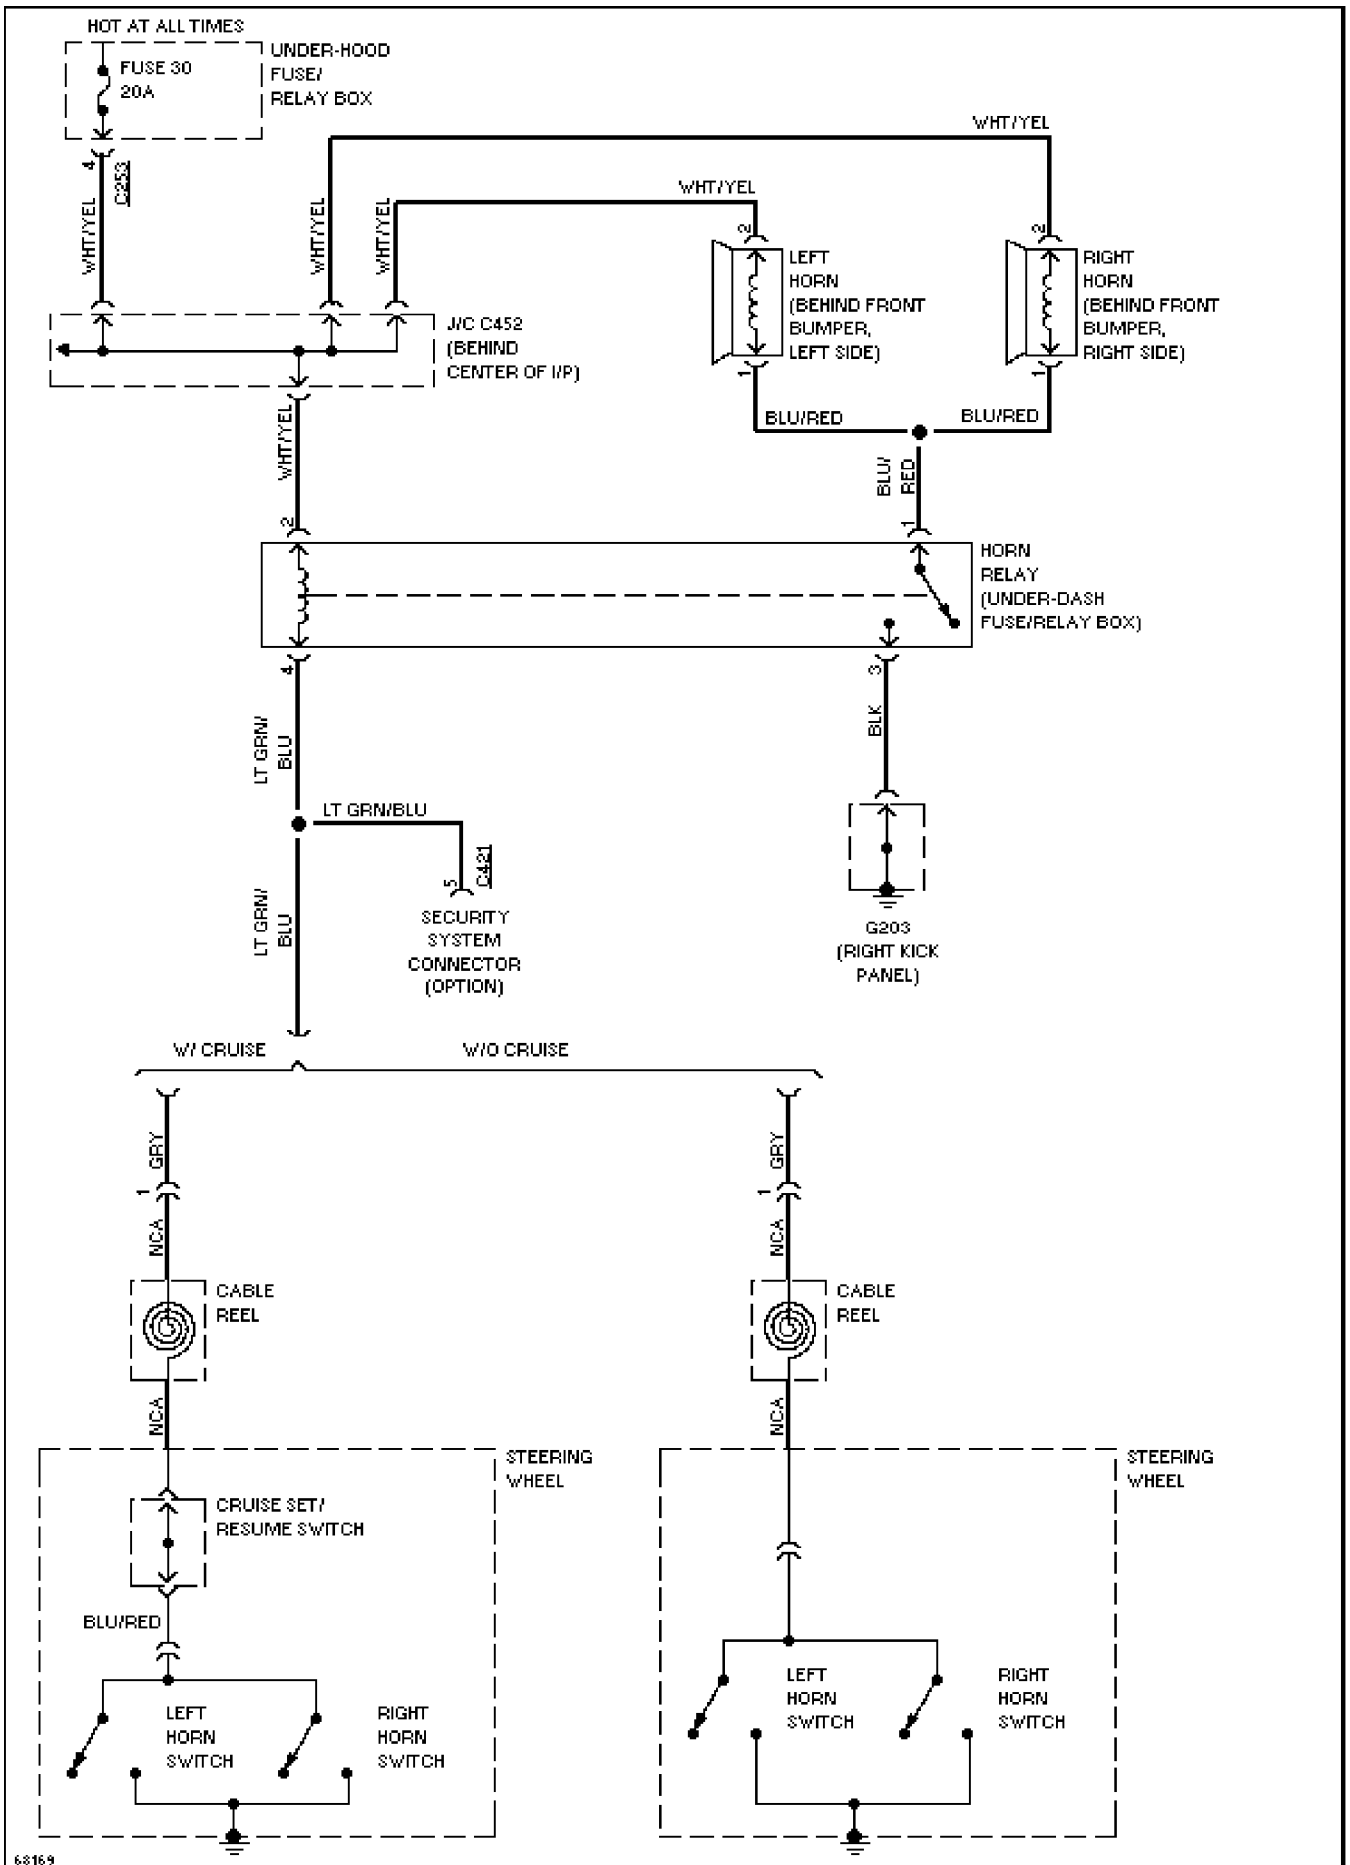 HOT AT ALL TIMES
FUSE 30
20A
UNDER-HOOD
FUSE/
RELAY BOX
4
C253
WHT/YEL
WHT/YEL
WHT/YEL
WHT/YEL
WHT/YEL
2
LEFT
HORN
(BEHIND FRONT
BUMPER,
LEFT SIDE)
1
2
RIGHT
HORN
(BEHIND FRONT
BUMPER,
RIGHT SIDE)
1
J/C C452
(BEHIND
CENTER OF I/P)
WHT/YEL
BLU/RED
BLU/RED
BLU/
RED
2
1
HORN
RELAY
(UNDER-DASH
FUSE/RELAY BOX)
4
3
LT GRN/
BLU
BLK
LT GRN/BLU
5
C421
SECURITY
SYSTEM
CONNECTOR
(OPTION)
LT GRN/
BLU
G203
(RIGHT KICK
PANEL)
W/ CRUISE
W/O CRUISE
GRY
1
NCA
CABLE
REEL
NCA
GRY
1
NCA
CABLE
REEL
NCA
STEERING
WHEEL
CRUISE SET/
RESUME SWITCH
BLU/RED
LEFT
HORN
SWITCH
RIGHT
HORN
SWITCH
STEERING
WHEEL
LEFT
HORN
SWITCH
RIGHT
HORN
SWITCH
68169